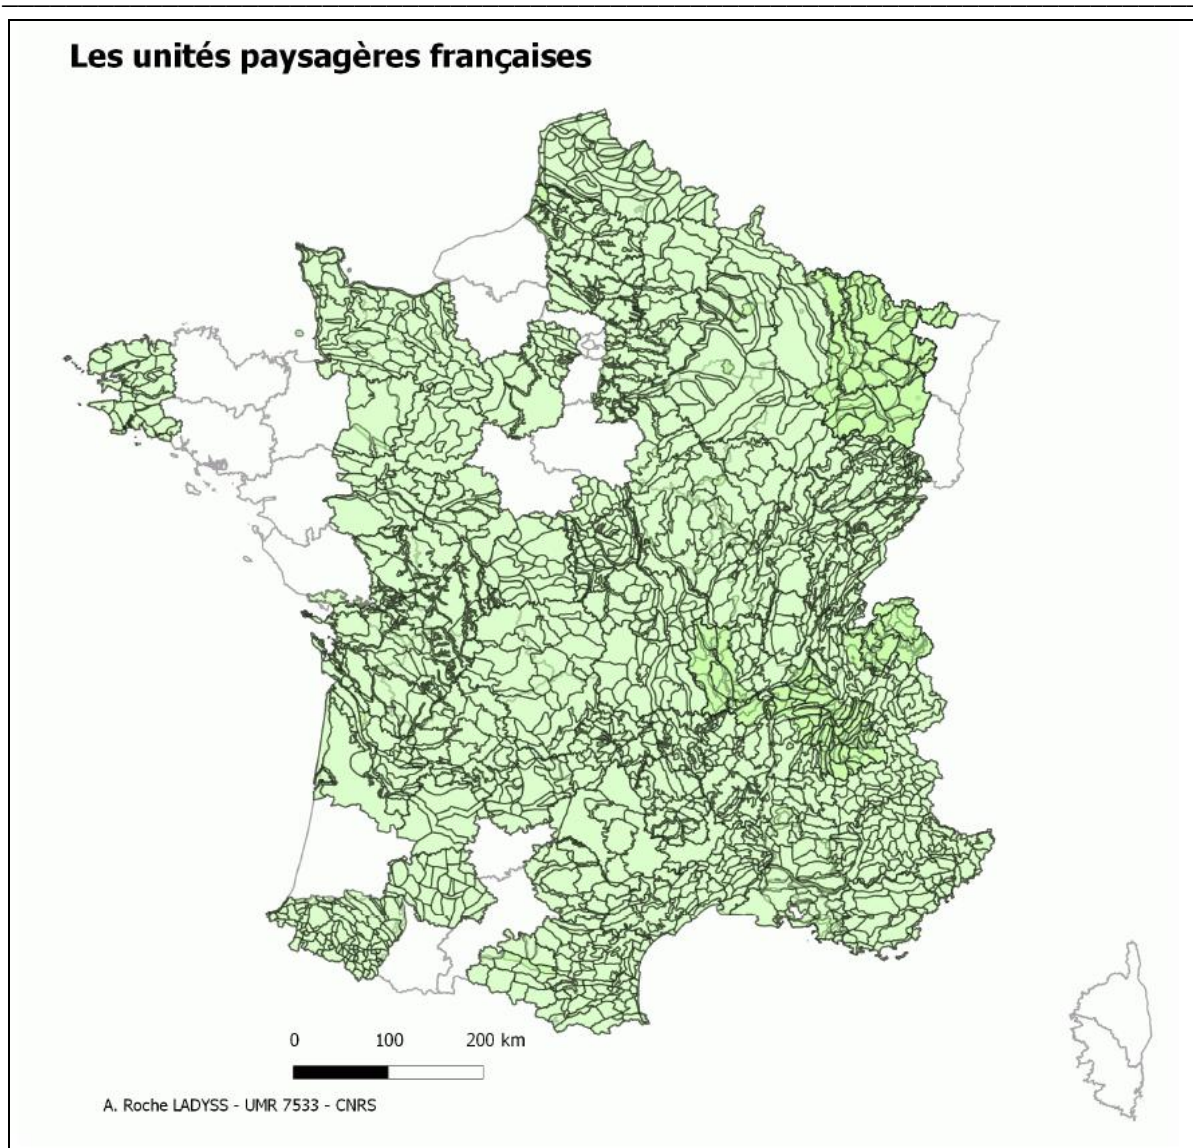 Les unités paysagères françaises
0 100 200 km
A. Roche LADYSS - UMR 7533 - CNRS